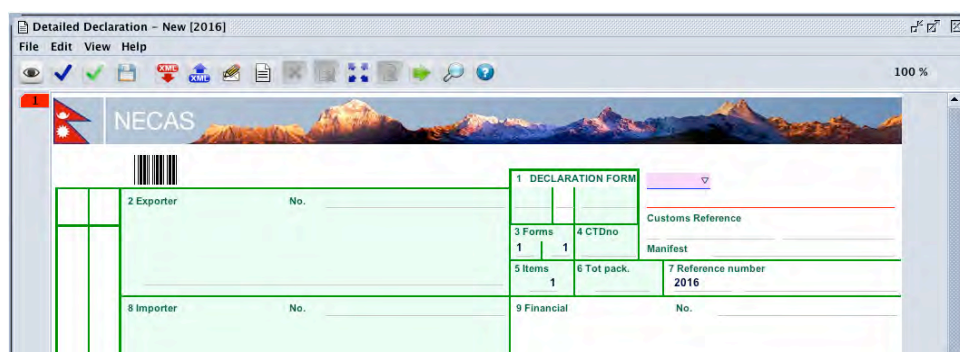 Detailed Declaration – New [2016]
File Edit View Help
XML XML 100 %
1
NECAS
1 DECLARATION FORM
2 Exporter No.
Customs Reference
3 Forms 4 CTDno
1 1 Manifest
5 Items 6 Tot pack. 7 Reference number
1 2016
8 Importer No. 9 Financial No.